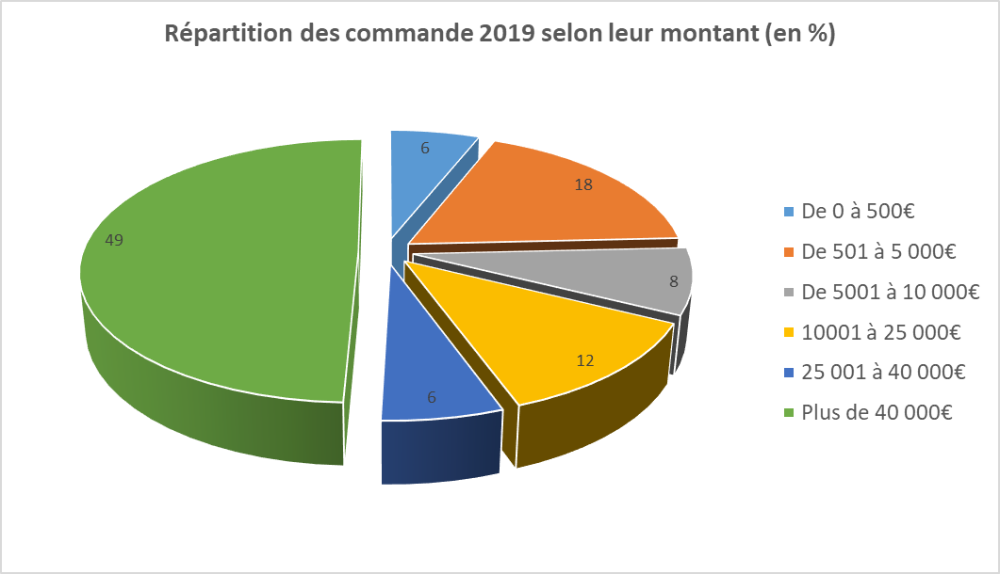 Répartition des commande 2019 selon leur montant (en %)
6
18
8
12
6
49
De 0 à 500€
De 501 à 5 000€
De 5001 à 10 000€
10001 à 25 000€
25 001 à 40 000€
Plus de 40 000€